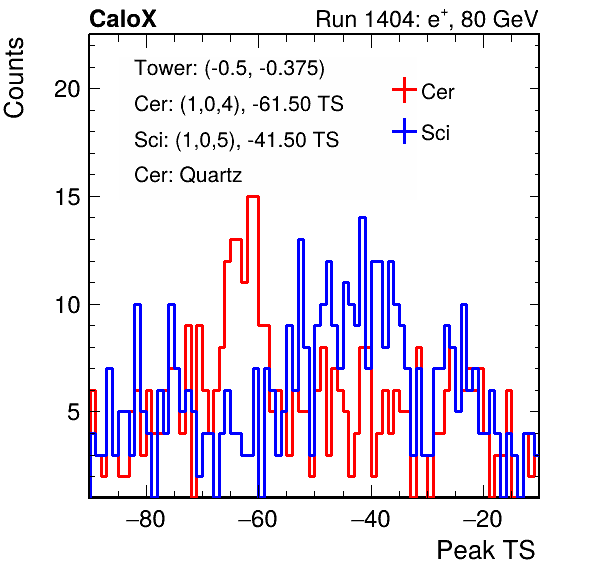 CaloX Run 1404: e⁺, 80 GeV
Counts
Tower: (-0.5, -0.375)
Cer: (1,0,4), -61.50 TS
Sci: (1,0,5), -41.50 TS
Cer: Quartz
Cer
Sci
20
15
10
5
−80 −60 −40 −20
Peak TS